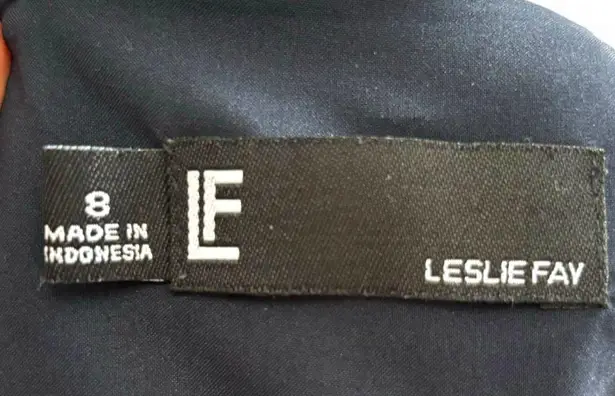 8
MADE IN
INDONESIA
LF
LESLIE FAY